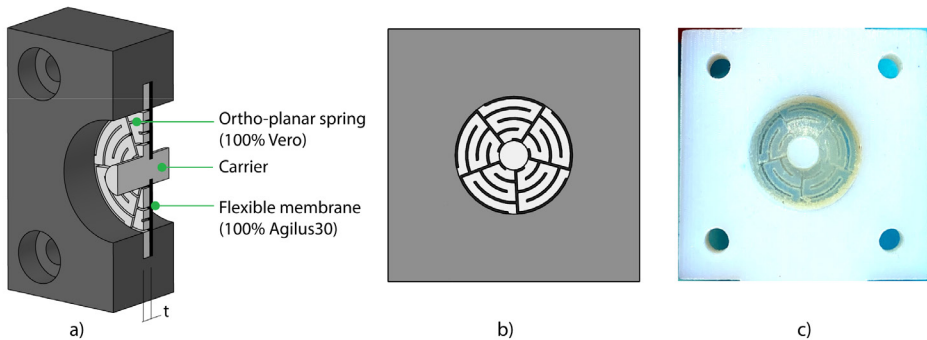 Ortho-planar spring
(100% Vero)
Carrier
Flexible membrane
(100% Agilus30)
t
a)
b)
c)